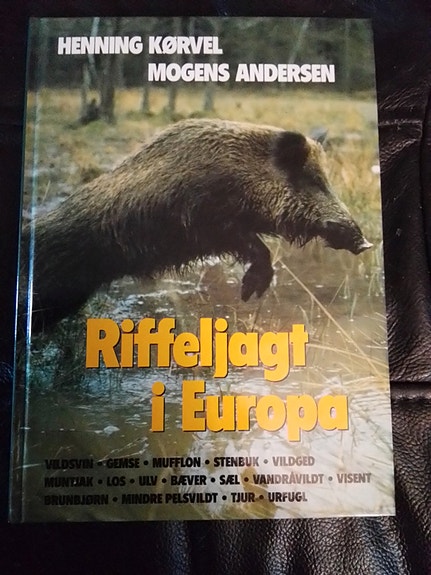 HENNING KØRVEL
MOGENS ANDERSEN
Riffeljagt
i Europa
VILDSVIN • GEMSE • MUFFLON • STENBUK • VILDGED
MUNTJAK • LOS • ULV • BÆVER • SÆL • VANDRÅVILDT • VISENT
BRUNBJØRN • MINDRE PELSVILDT • TJUR • URFUGL